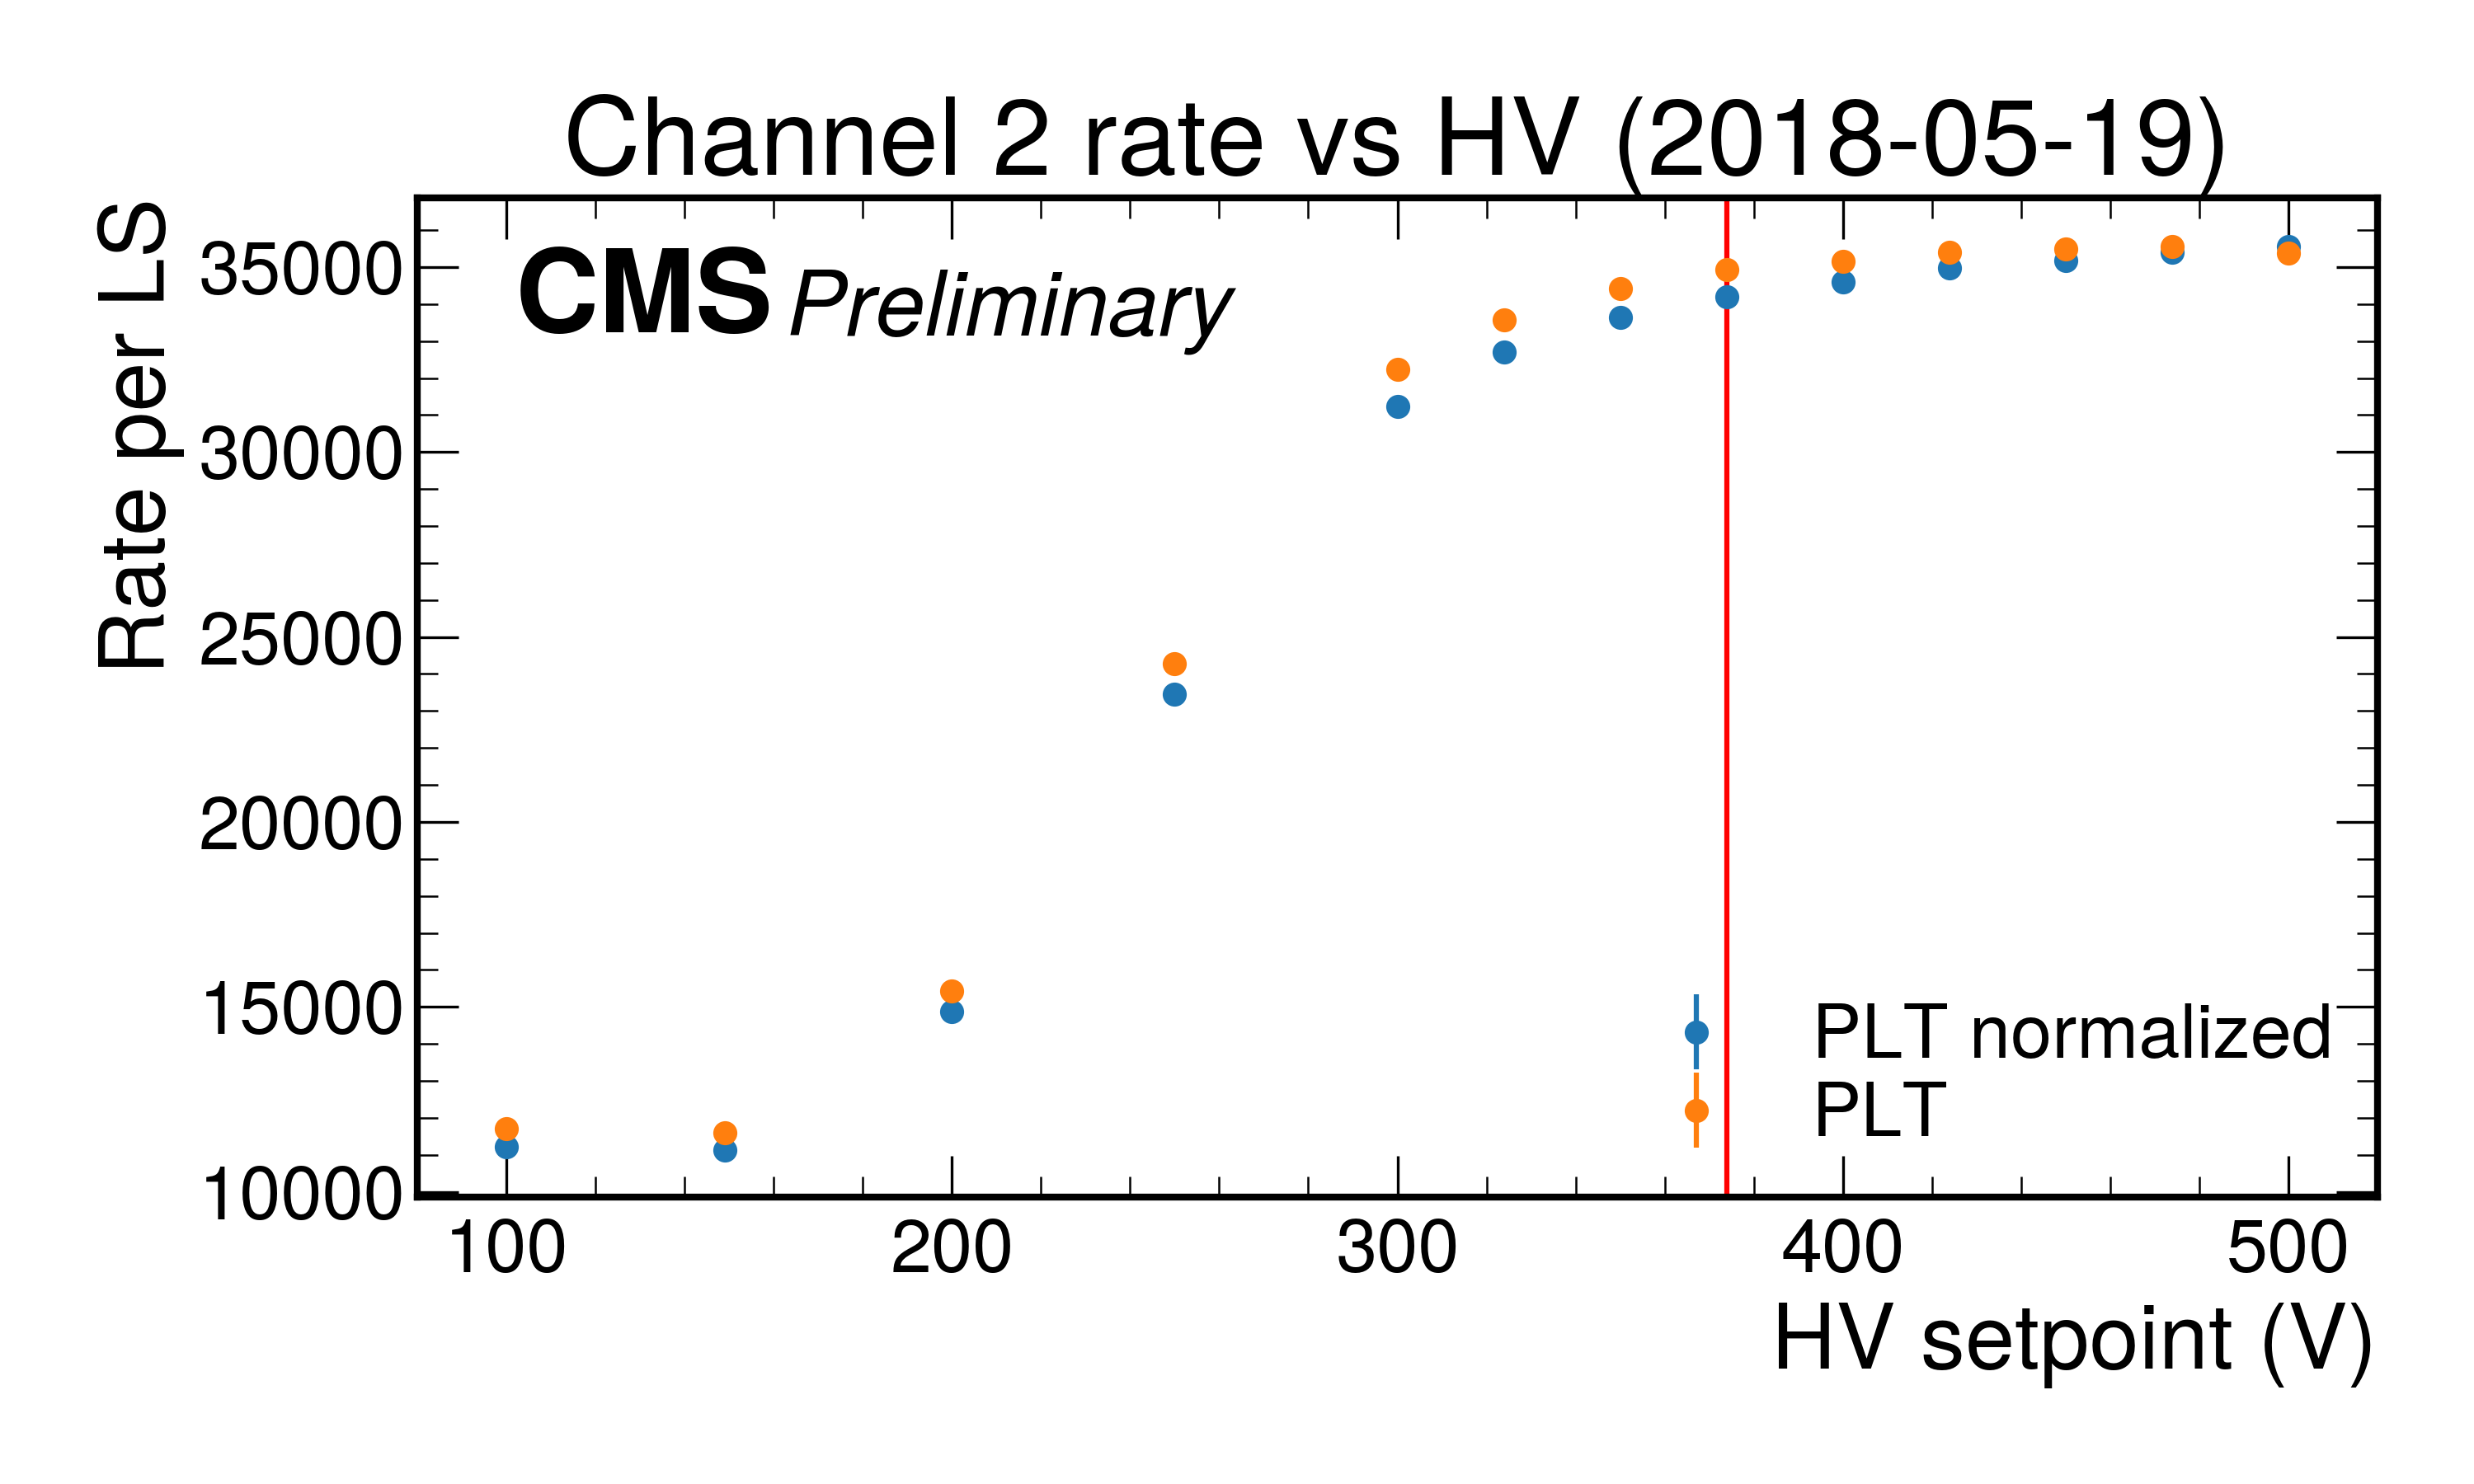 Channel 2 rate vs HV (2018-05-19)
CMS Preliminary
Rate per LS
35000
30000
25000
20000
15000
10000
PLT normalized
PLT
100 200 300 400 500
HV setpoint (V)